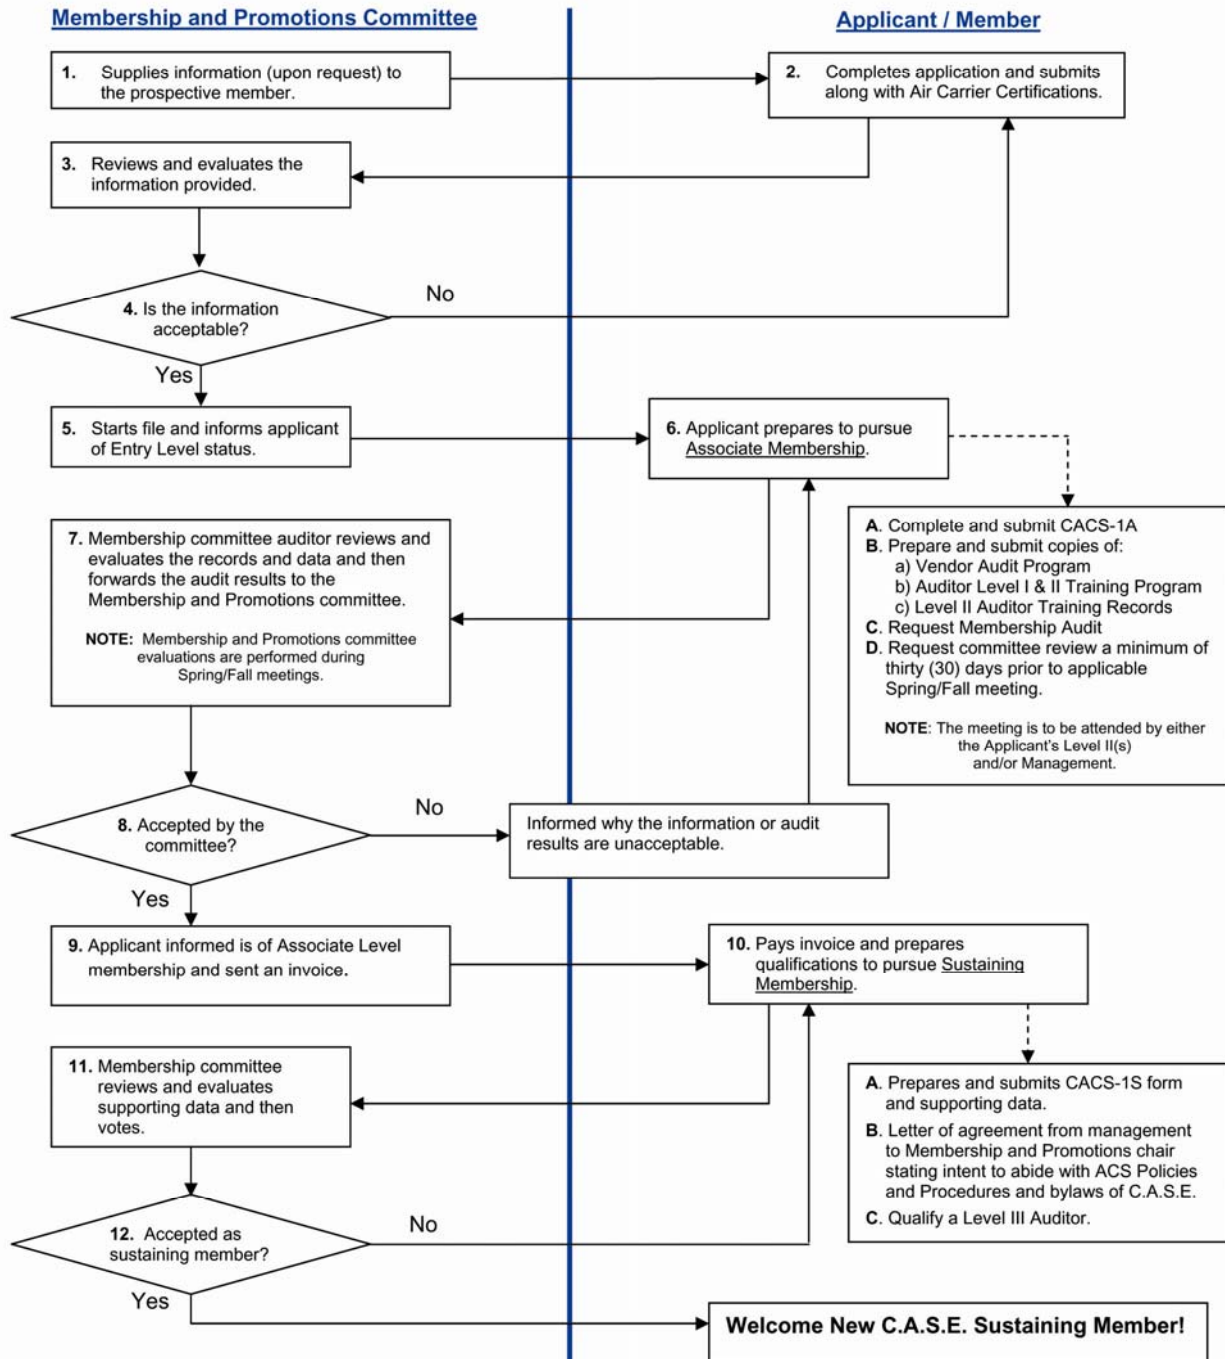 Membership and Promotions Committee
Applicant / Member
1. Supplies information (upon request) to
the prospective member.
2. Completes application and submits
along with Air Carrier Certifications.
3. Reviews and evaluates the
information provided.
4. Is the information
acceptable?
No
Yes
5. Starts file and informs applicant
of Entry Level status.
6. Applicant prepares to pursue
Associate Membership.
A. Complete and submit CACS-1A
B. Prepare and submit copies of:
a) Vendor Audit Program
b) Auditor Level I & II Training Program
c) Level II Auditor Training Records
C. Request Membership Audit
D. Request committee review a minimum of
thirty (30) days prior to applicable
Spring/Fall meeting.
NOTE: The meeting is to be attended by either
the Applicant's Level II(s)
and/or Management.
7. Membership committee auditor reviews and
evaluates the records and data and then
forwards the audit results to the
Membership and Promotions committee.
NOTE: Membership and Promotions committee
evaluations are performed during
Spring/Fall meetings.
8. Accepted by the
committee?
No
Informed why the information or audit
results are unacceptable.
Yes
9. Applicant informed is of Associate Level
membership and sent an invoice.
10. Pays invoice and prepares
qualifications to pursue Sustaining
Membership.
A. Prepares and submits CACS-1S form
and supporting data.
B. Letter of agreement from management
to Membership and Promotions chair
stating intent to abide with ACS Policies
and Procedures and bylaws of C.A.S.E.
C. Qualify a Level III Auditor.
11. Membership committee
reviews and evaluates
supporting data and then
votes.
12. Accepted as
sustaining member?
No
Yes
Welcome New C.A.S.E. Sustaining Member!